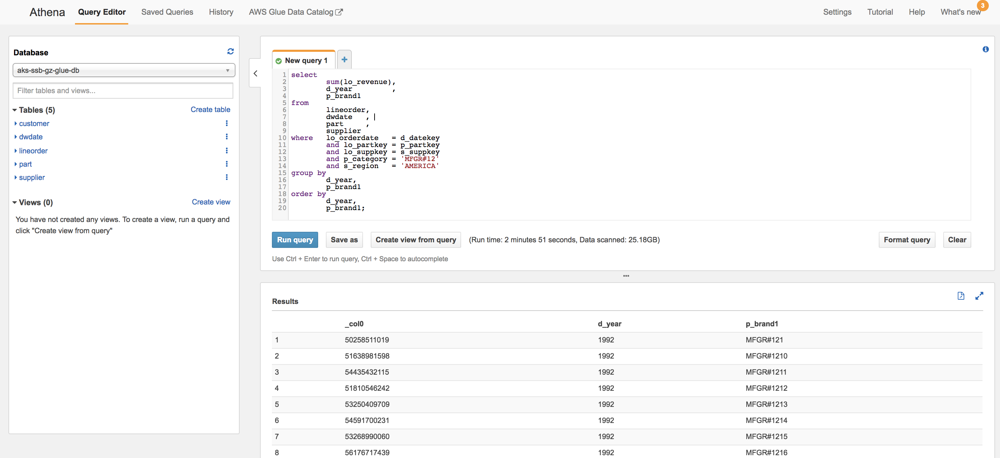 Athena Query Editor Saved Queries History AWS Glue Data Catalog Settings Tutorial Help What's new 3
Database
aks-ssb-gz-glue-db
Filter tables and views...
Tables (5) Create table
customer
dwdate
lineorder
part
supplier
Views (0) Create view
You have not created any views. To create a view, run a query and
click "Create view from query"
New query 1
1 select
2 sum(lo_revenue),
3 d_year ,
4 p_brand1
5 from
6 lineorder,
7 dwdate ,
8 part ,
9 supplier
10 where lo_orderdate = d_datekey
11 and lo_partkey = p_partkey
12 and lo_suppkey = s_suppkey
13 and p_category = 'MFGR#12'
14 and s_region = 'AMERICA'
15 group by
16 d_year,
17 p_brand1
18 order by
19 d_year,
20 p_brand1;
Run query Save as Create view from query (Run time: 2 minutes 51 seconds, Data scanned: 25.18GB) Format query Clear
Use Ctrl + Enter to run query, Ctrl + Space to autocomplete
Results
_col0 d_year p_brand1
1 50258511019 1992 MFGR#121
2 51638981598 1992 MFGR#1210
3 54435432115 1992 MFGR#1211
4 51810546242 1992 MFGR#1212
5 53250409709 1992 MFGR#1213
6 54591700231 1992 MFGR#1214
7 53268990060 1992 MFGR#1215
8 56176717439 1992 MFGR#1216